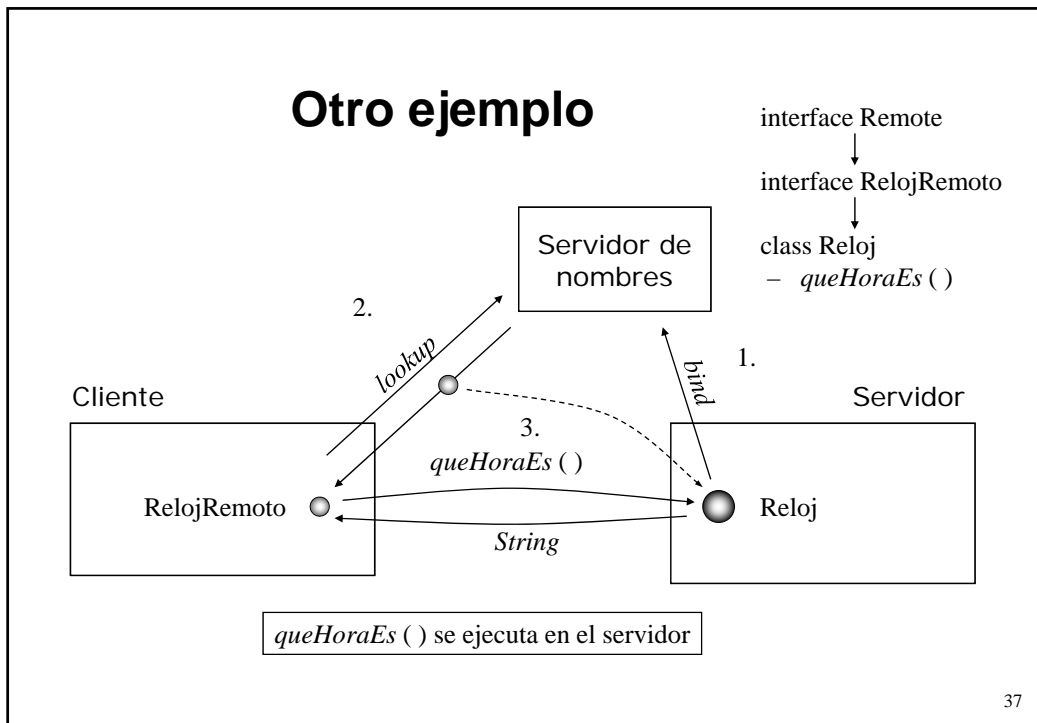 Otro ejemplo
interface Remote
interface RelojRemoto
class Reloj
– queHoraEs ( )
Servidor de
nombres
2.
lookup
1.
bind
Cliente
Servidor
3.
queHoraEs ( )
RelojRemoto
Reloj
String
queHoraEs ( ) se ejecuta en el servidor
37